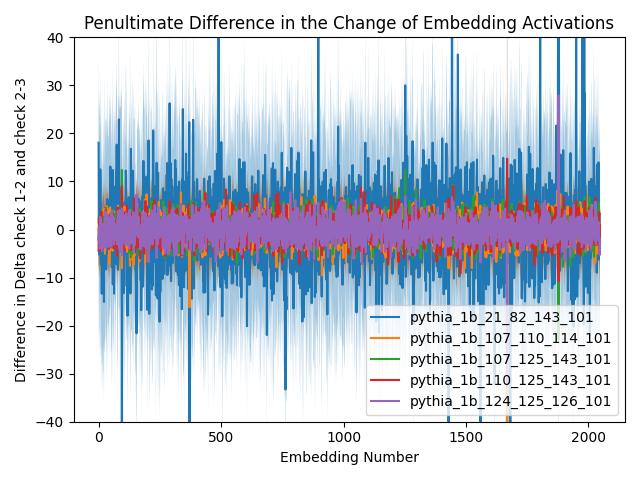 Penultimate Difference in the Change of Embedding Activations
Difference in Delta check 1-2 and check 2-3
40
30
20
10
0
−10
−20
−30
−40
pythia_1b_21_82_143_101
pythia_1b_107_110_114_101
pythia_1b_107_125_143_101
pythia_1b_110_125_143_101
pythia_1b_124_125_126_101
0
500
1000
1500
2000
Embedding Number